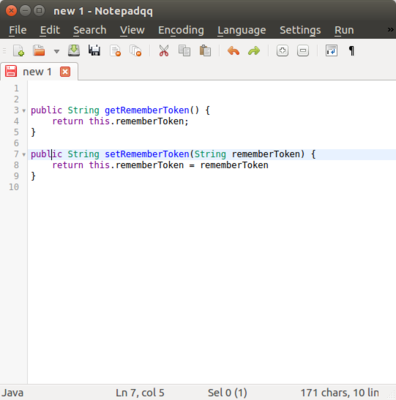 new 1 - Notepadqq
File Edit Search View Encoding Language Settings Run »
new 1
1
2
3 public String getRememberToken() {
4 return this.rememberToken;
5 }
6
7 public String setRememberToken(String rememberToken) {
8 return this.rememberToken = rememberToken
9 }
10
Java Ln 7, col 5 Sel 0 (1) 171 chars, 10 lin